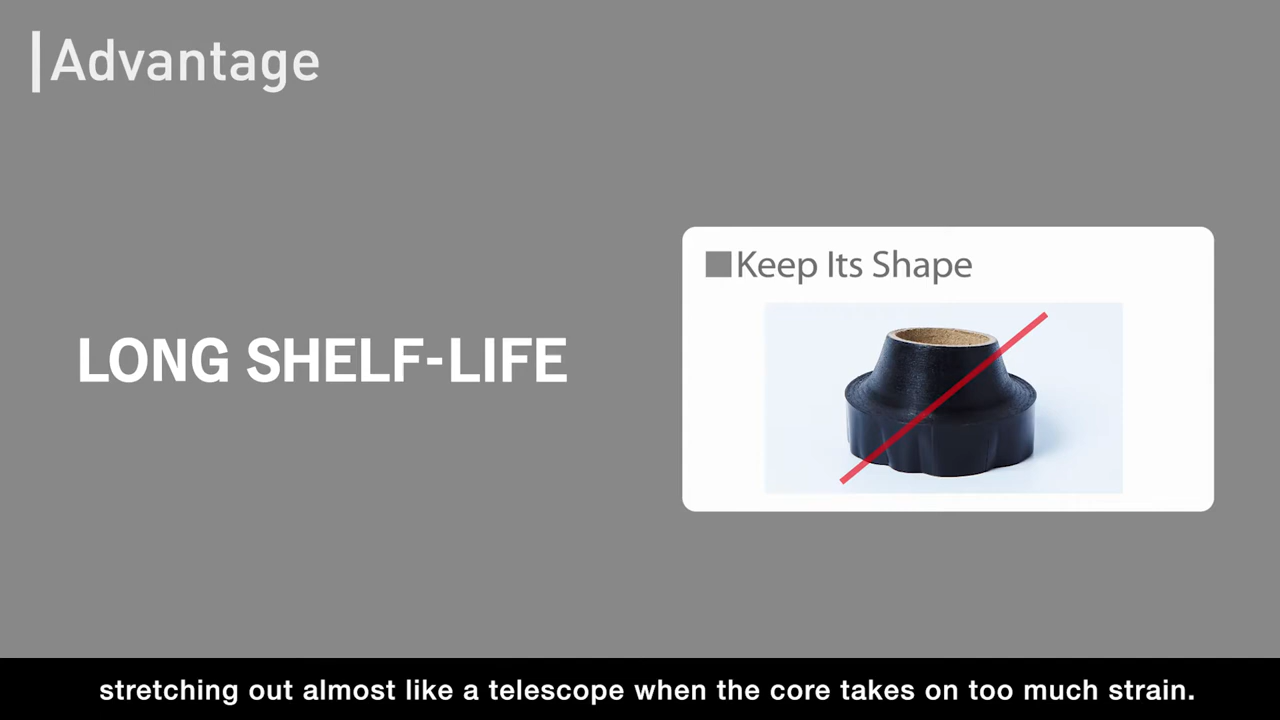 Advantage
LONG SHELF-LIFE
Keep Its Shape
stretching out almost like a telescope when the core takes on too much strain.